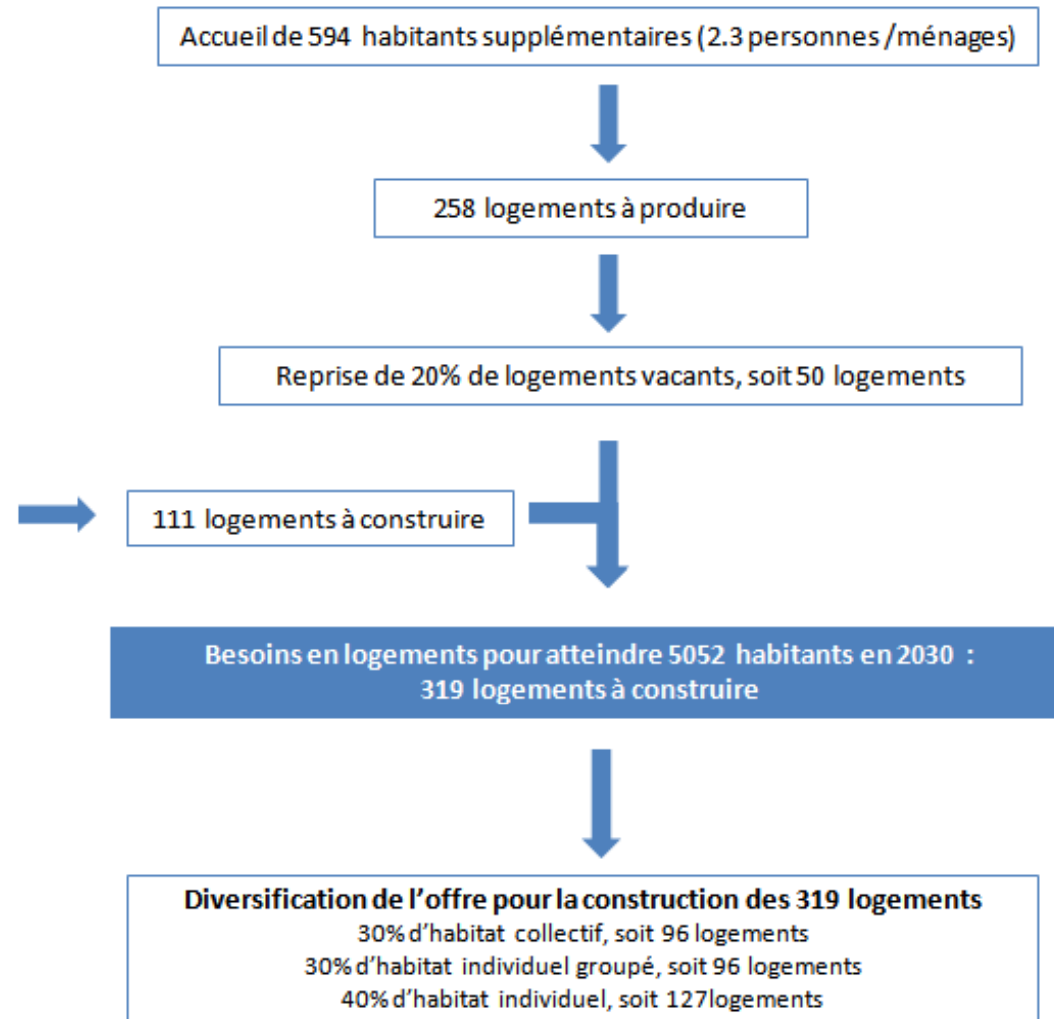 Accueil de 594 habitants supplémentaires (2.3 personnes /ménages)
258 logements à produire
Reprise de 20% de logements vacants, soit 50 logements
111 logements à construire
Besoins en logements pour atteindre 5052 habitants en 2030 :
319 logements à construire
Diversification de l’offre pour la construction des 319 logements
30% d’habitat collectif, soit 96 logements
30% d’habitat individuel groupé, soit 96 logements
40% d’habitat individuel, soit 127logements